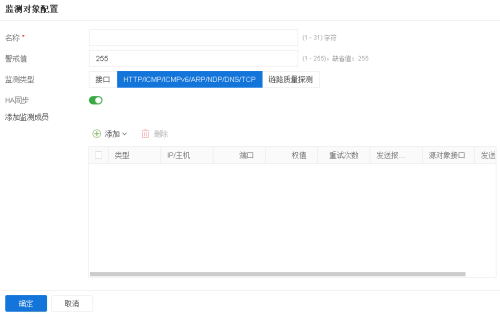 监测对象配置
名称 * (1 - 31) 字符
警戒值 255 (1 - 255)，缺省值：255
监测类型 接口 HTTP/ICMP/ICMPv6/ARP/NDP/DNS/TCP 链路质量探测
HA同步
添加监测成员
添加 删除
类型 IP/主机 端口 权值 重试次数 发送报... 源对象接口 发送
确定 取消